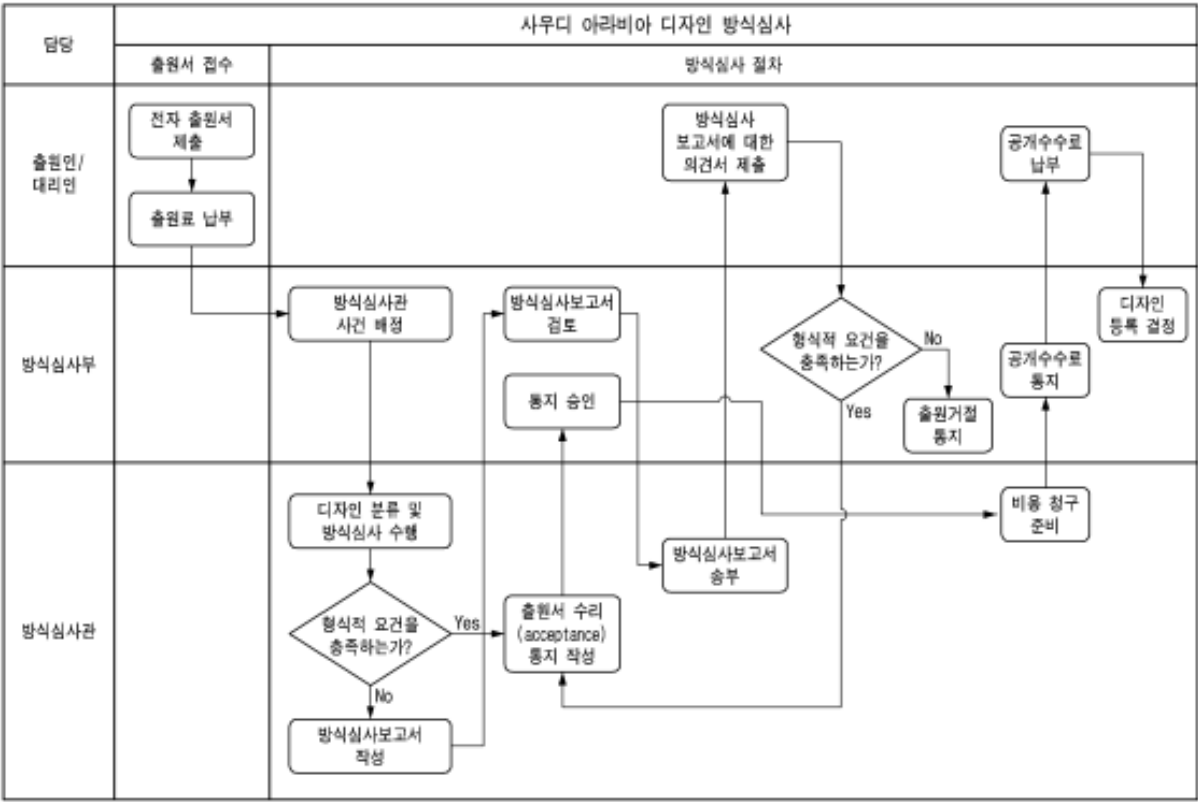 담당
사우디 아라비아 디자인 방식심사
출원서 접수
방식심사 절차
출원인/
대리인
전자 출원서
제출
출원료 납부
방식심사
보고서에 대한
의견서 제출
공개수수료
납부
방식심사부
방식심사관
사건 배정
방식심사보고서
검토
통지 승인
형식적 요건을
충족하는가?
No
Yes
출원거절
통지
공개수수료
통지
디자인
등록 결정
방식심사관
디자인 분류 및
방식심사 수행
형식적 요건을
충족하는가?
Yes
No
방식심사보고서
작성
출원서 수리
(acceptance)
통지 작성
방식심사보고서
송부
비용 청구
준비